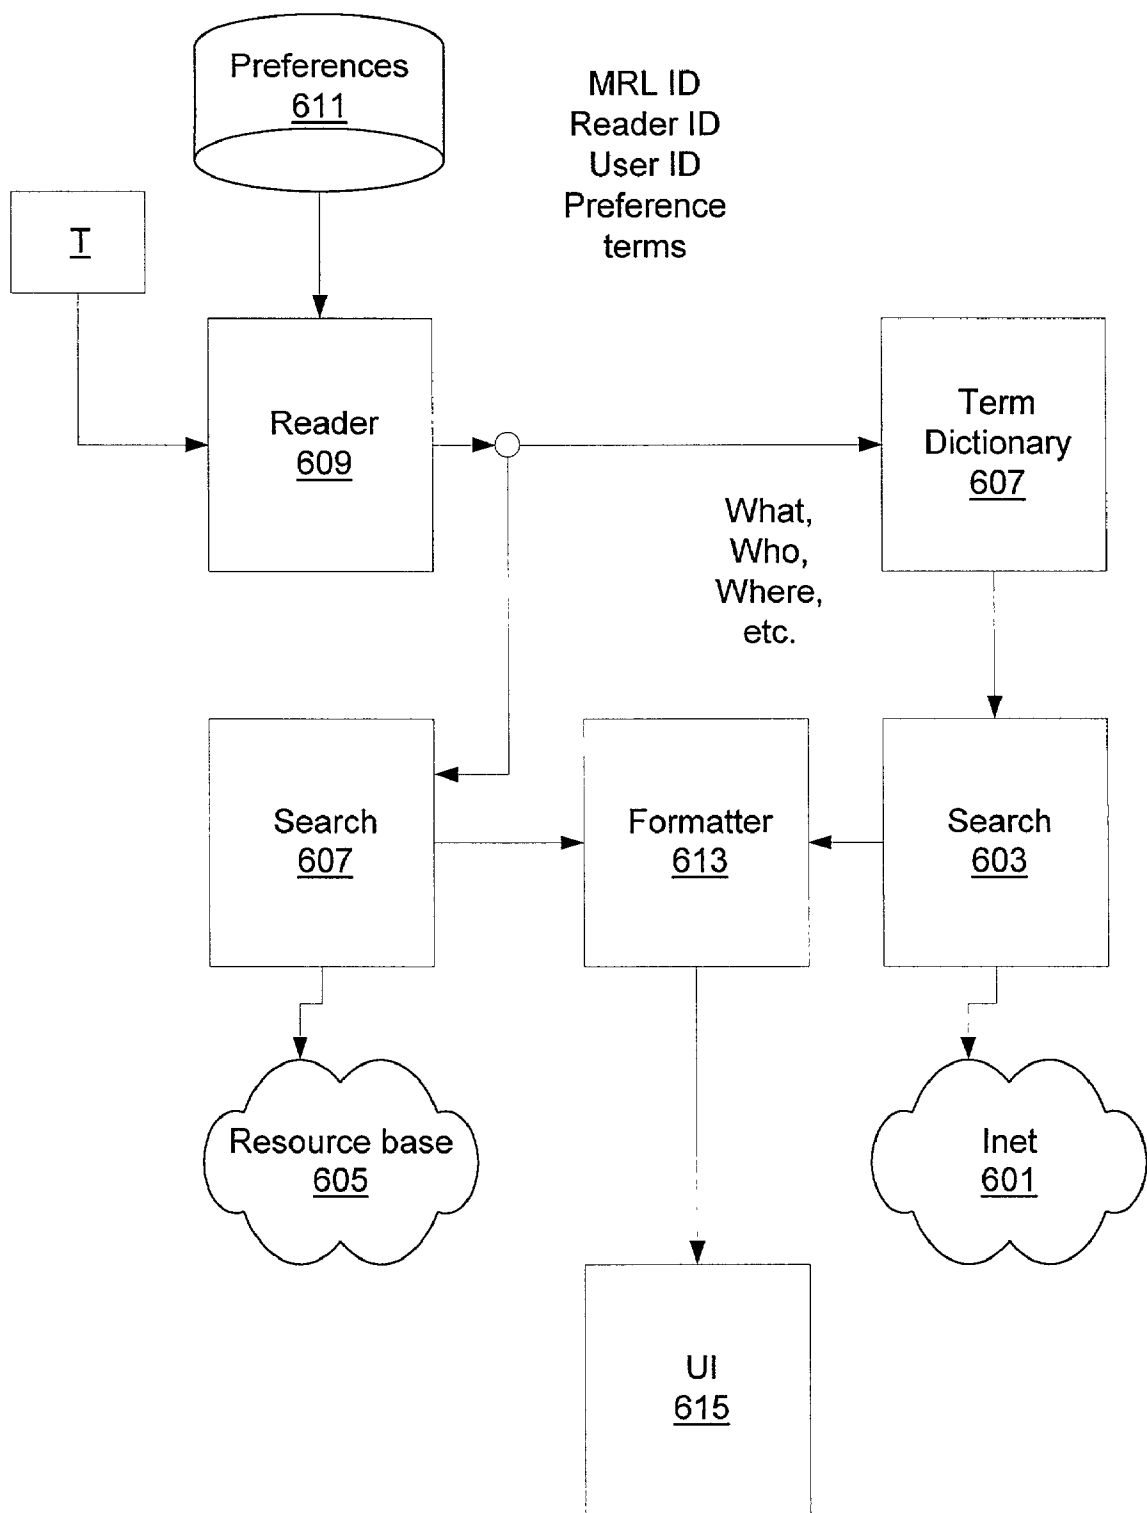 Preferences
611
MRL ID
Reader ID
User ID
Preference
terms
T
Reader
609
Term
Dictionary
607
What,
Who,
Where,
etc.
Search
607
Formatter
613
Search
603
Resource base
605
Inet
601
UI
615